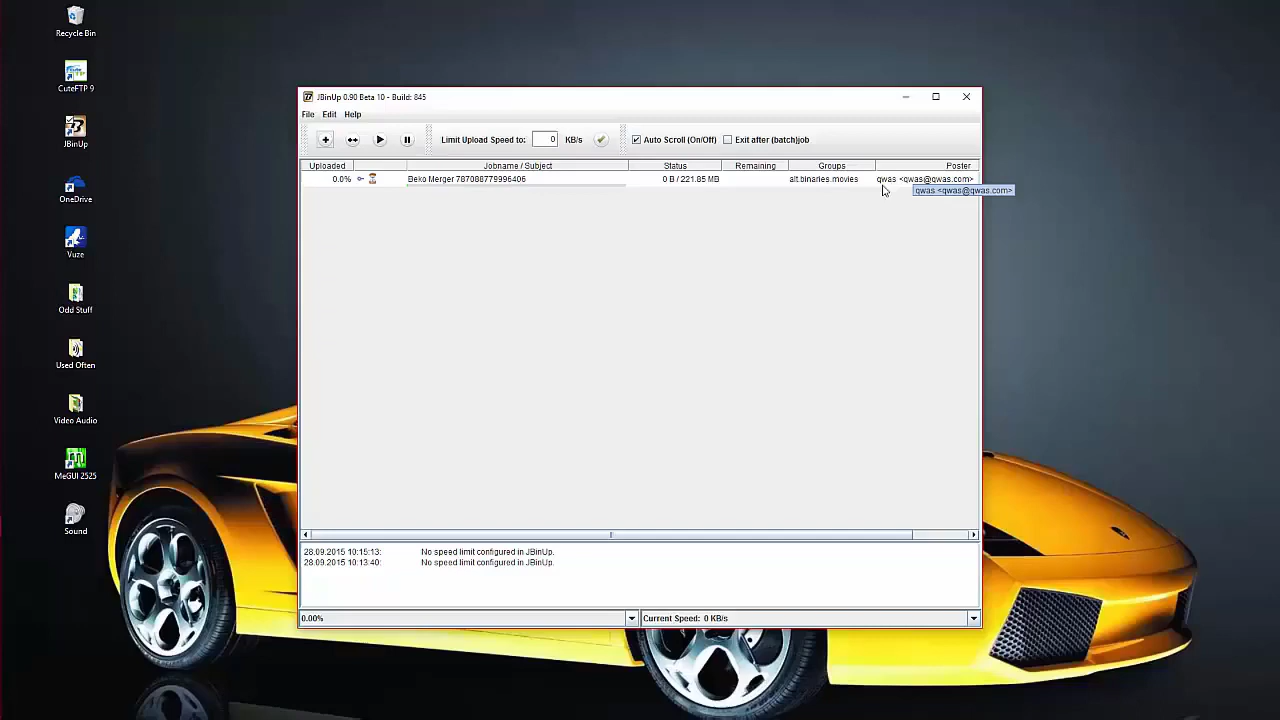 Recycle Bin
CuteFTP 9
JBinUp
OneDrive
Vuze
Odd Stuff
Used Often
Video Audio
MeGUI 2525
Sound
JBinUp 0.90 Beta 10 - Build: 845
File Edit Help
Limit Upload Speed to: 0 KB/s Auto Scroll (On/Off) Exit after (batch)job
Uploaded Jobname / Subject Status Remaining Groups Poster
0.0% Beko Merger 787088779996406 0 B / 221.85 MB alt.binaries.movies qwas <qwas@qwas.com>
qwas <qwas@qwas.com>
28.09.2015 10:15:13: No speed limit configured in JBinUp.
28.09.2015 10:13:40: No speed limit configured in JBinUp.
0.00% Current Speed: 0 KB/s